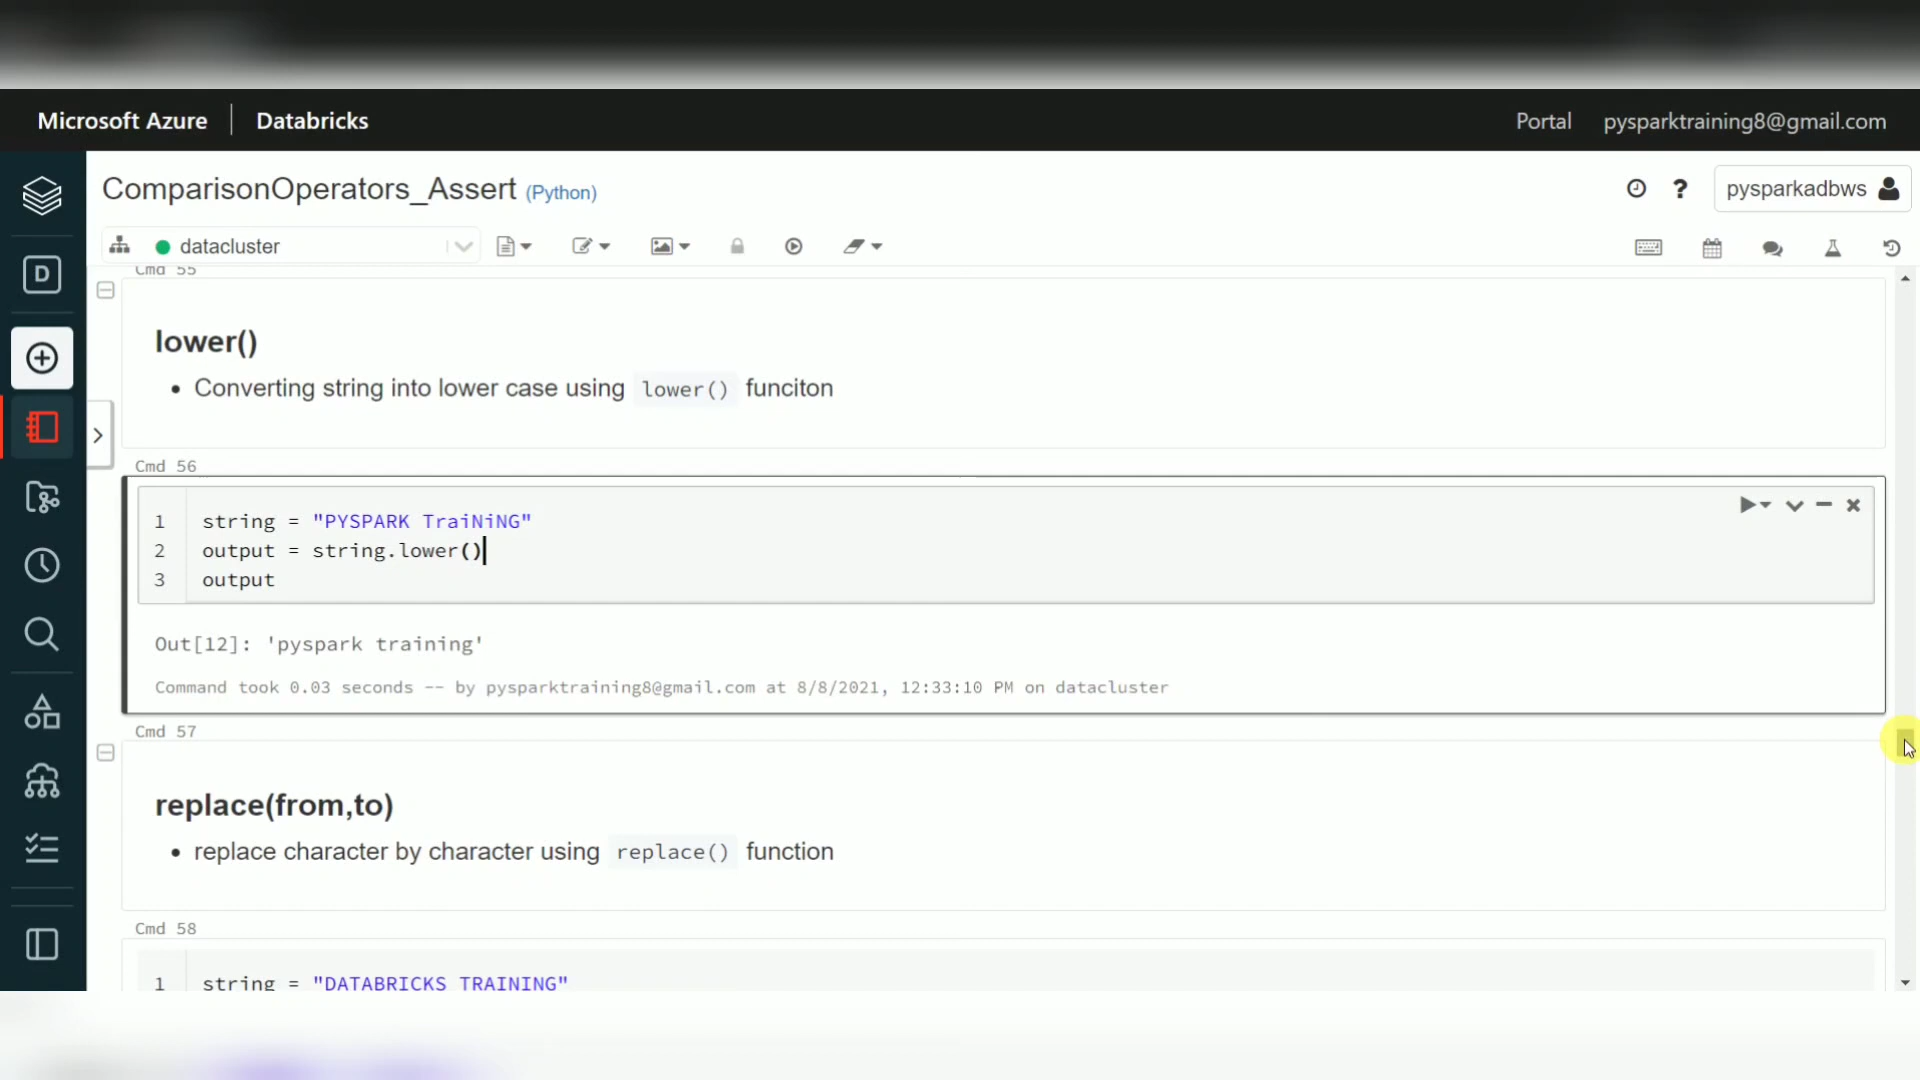 Microsoft Azure | Databricks Portal pysparktraining8@gmail.com
ComparisonOperators_Assert (Python) ? pysparkadbws
D
datacluster
Cmd 55
lower()
• Converting string into lower case using lower() funciton
Cmd 56
1 string = "PYSPARK TraiNiNG"
2 output = string.lower()
3 output
Out[12]: 'pyspark training'
Command took 0.03 seconds -- by pysparktraining8@gmail.com at 8/8/2021, 12:33:10 PM on datacluster
Cmd 57
replace(from,to)
• replace character by character using replace() function
Cmd 58
1 string = "DATABRICKS TRAINING"